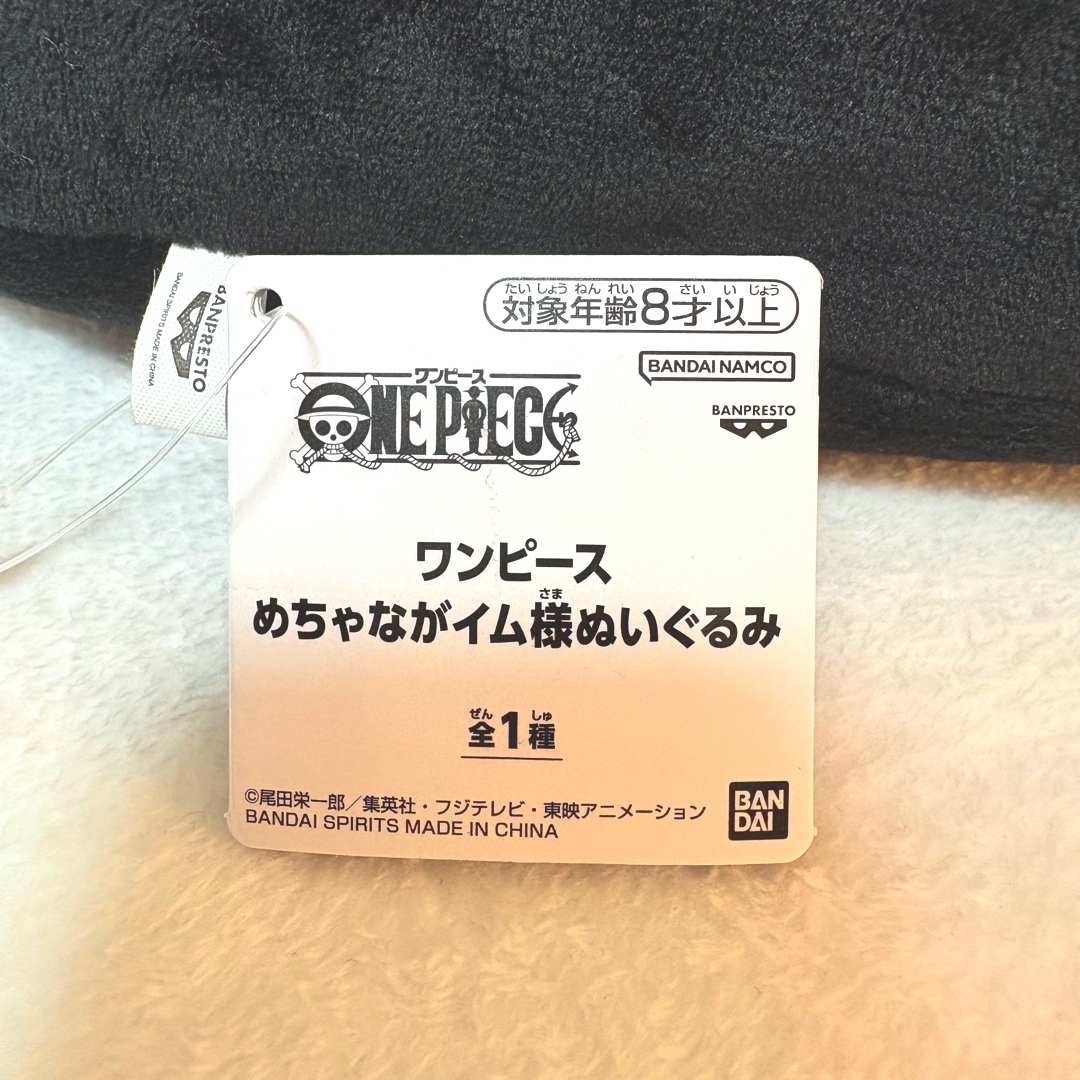 たいしょうねんれい さいいじょう
対象年齢8才以上
BANDAI NAMCO
BANPRESTO
ワンピース
ONE PIECE
ワンピース
さま
めちゃながイム様ぬいぐるみ
ぜん しゅ
全1種
©尾田栄一郎／集英社・フジテレビ・東映アニメーション
BANDAI SPIRITS MADE IN CHINA
BAN
DAI
BANPRESTO
BANDAI SPIRITS MADE IN CHINA